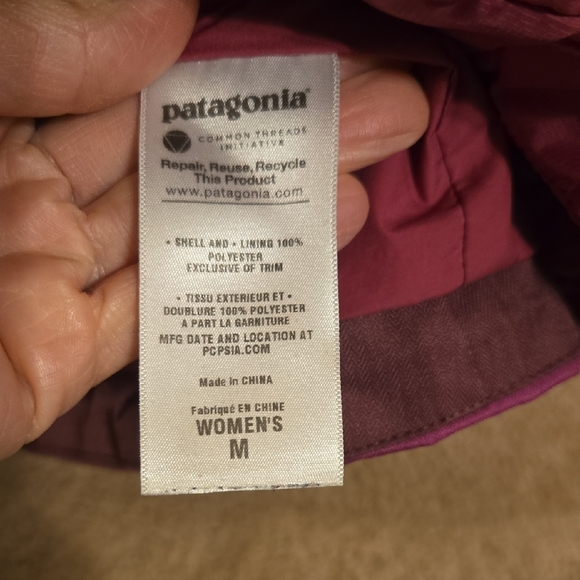 patagonia®
COMMON THREADS
INITIATIVE
Repair, Reuse, Recycle
This Product
www.patagonia.com
• SHELL AND • LINING 100%
POLYESTER
EXCLUSIVE OF TRIM
• TISSU EXTERIEUR ET •
DOUBLURE 100% POLYESTER
A PART LA GARNITURE
MFG DATE AND LOCATION AT
PCPSIA.COM
Made in CHINA
Fabriqué EN CHINE
WOMEN'S
M